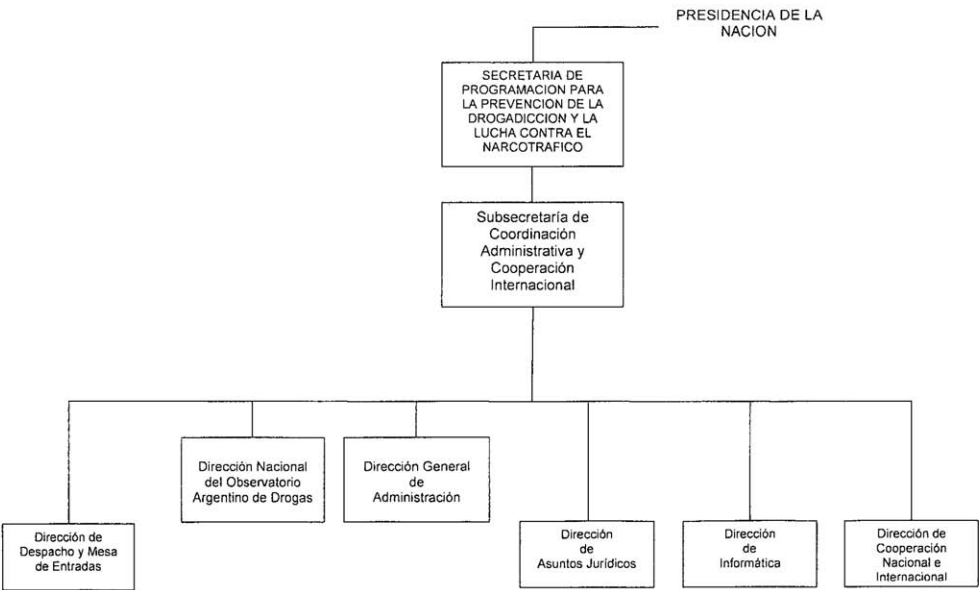 PRESIDENCIA DE LA
NACION
SECRETARIA DE
PROGRAMACION PARA
LA PREVENCION DE LA
DROGADICCION Y LA
LUCHA CONTRA EL
NARCOTRAFICO
Subsecretaría de
Coordinación
Administrativa y
Cooperación
Internacional
Dirección Nacional
del Observatorio
Argentino de Drogas
Dirección General
de
Administración
Dirección de
Despacho y Mesa
de Entradas
Dirección
de
Asuntos Jurídicos
Dirección
de
Informática
Dirección de
Cooperación
Nacional e
Internacional